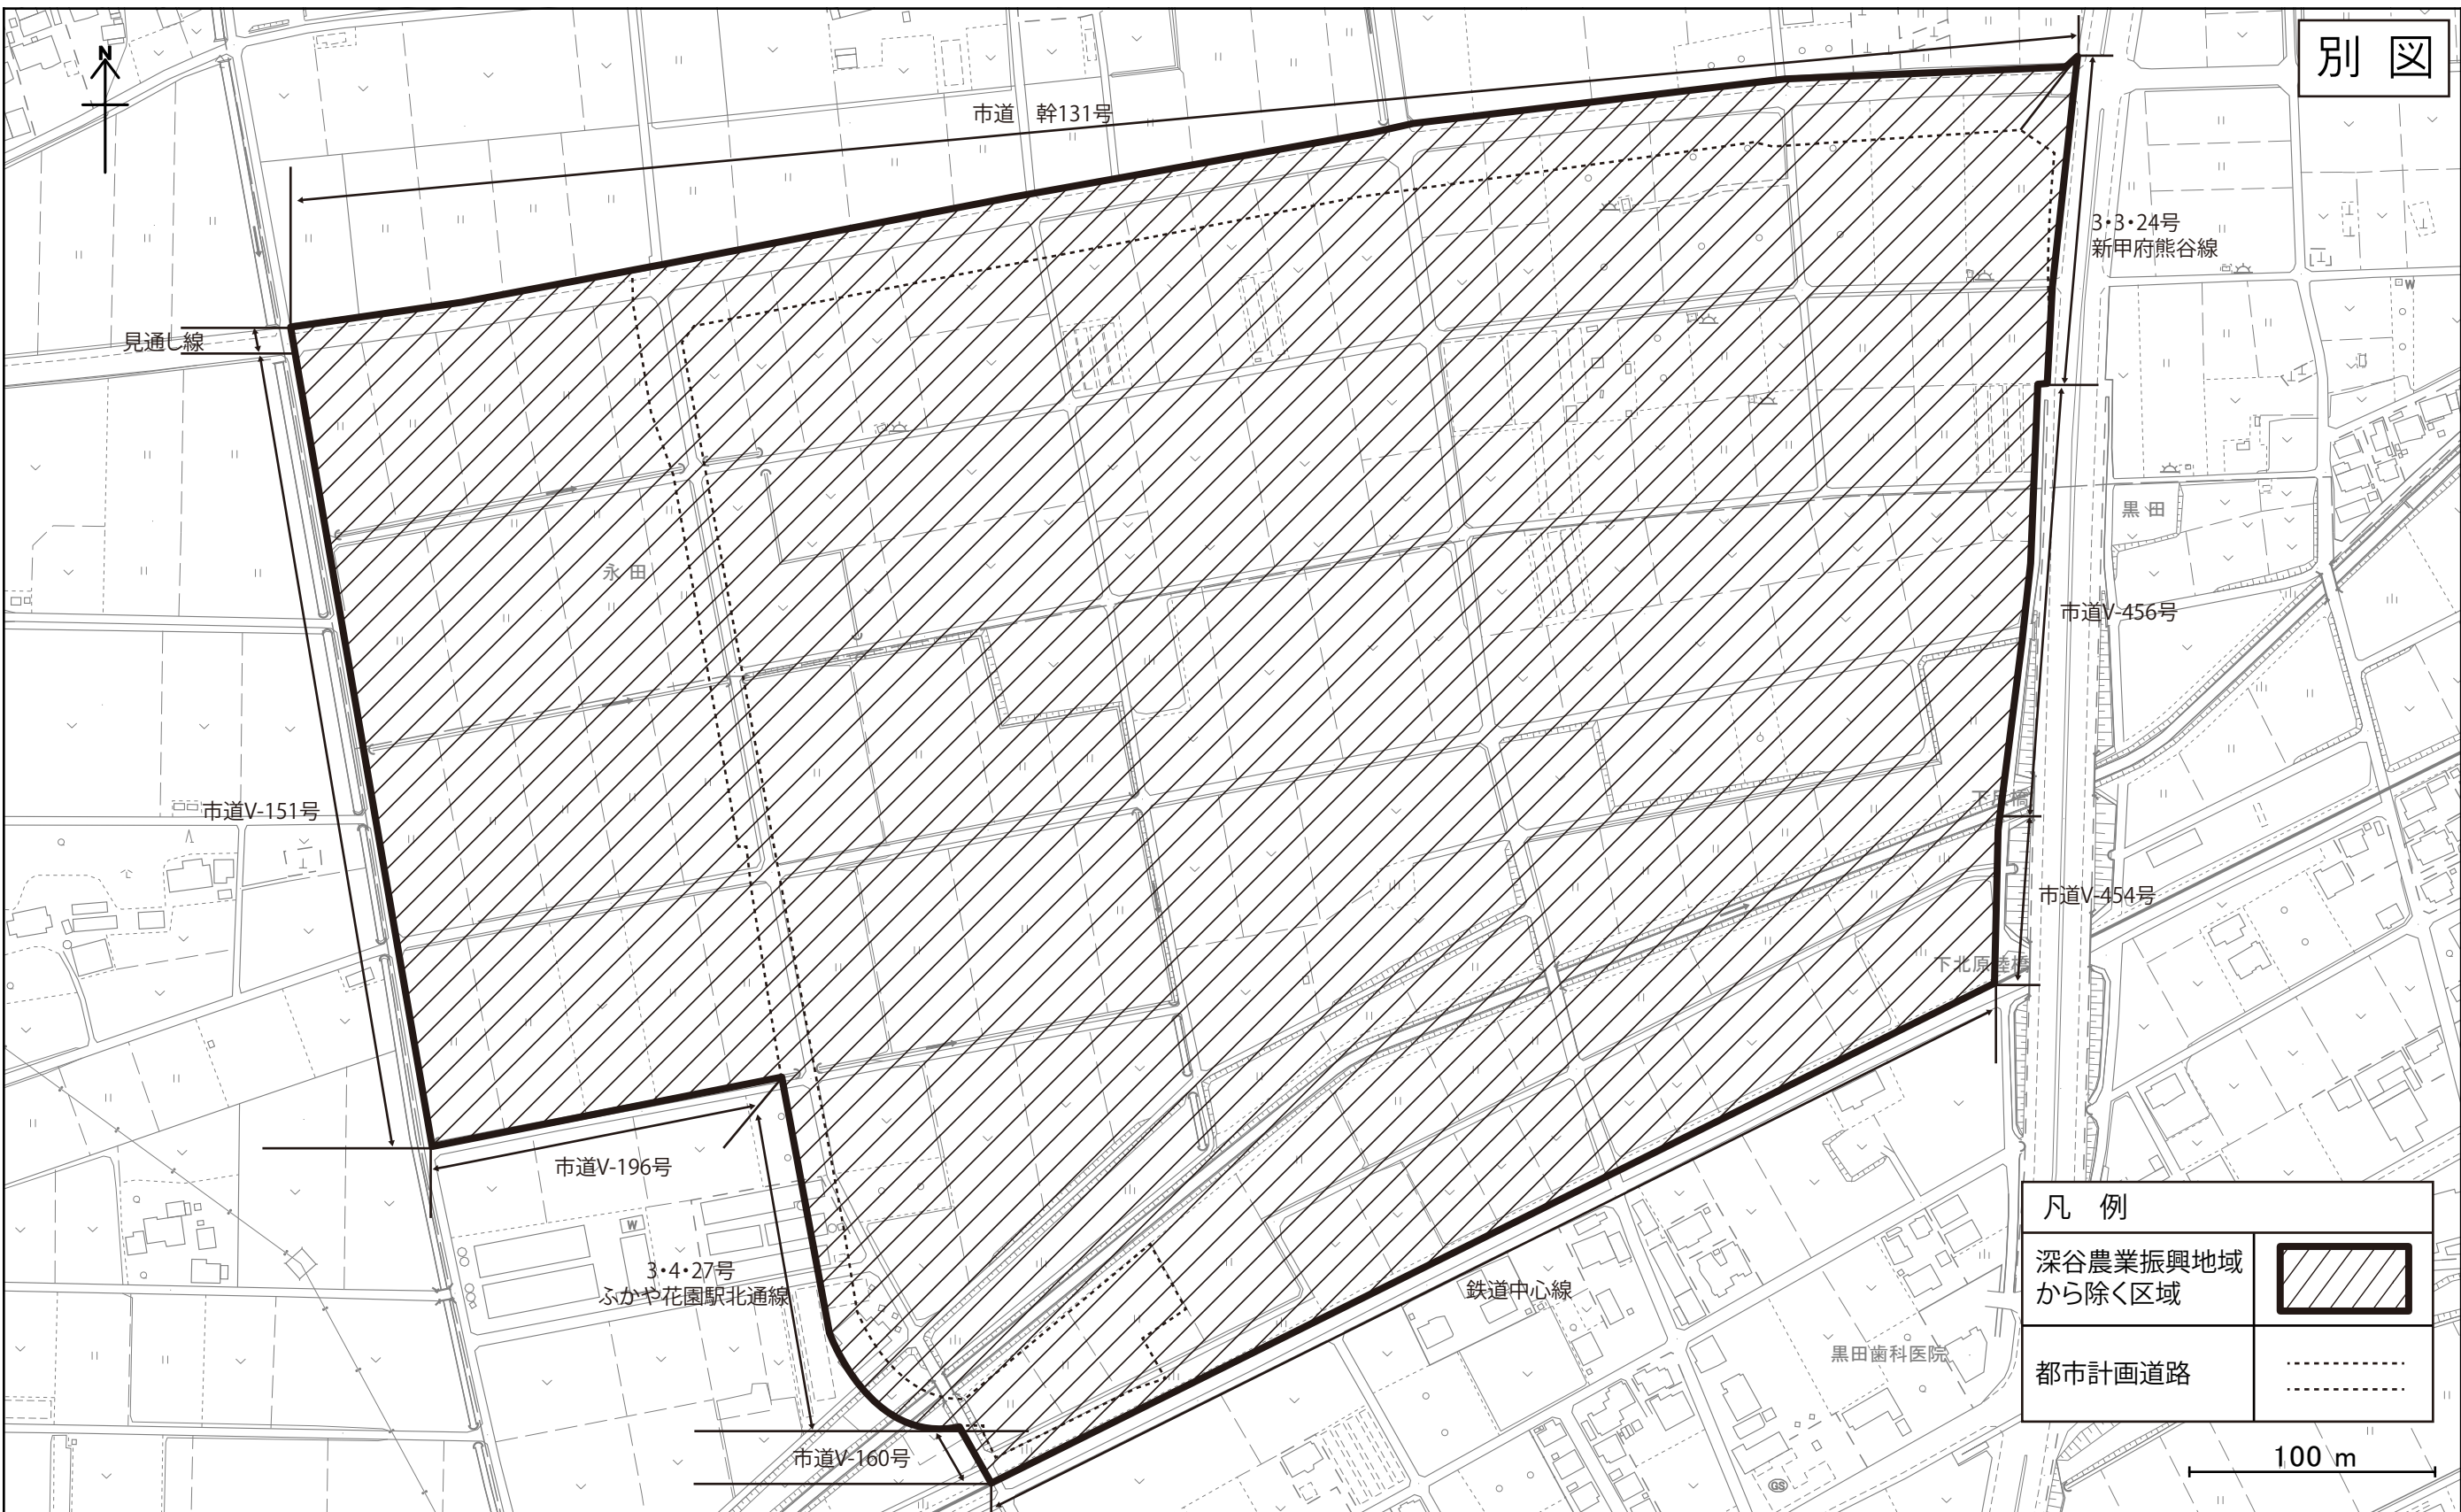 別 図
N
市道 幹131号
3・3・24号
新甲府熊谷線
見通し線
W
黒 田
永 田
市道V-456号
市道V-151号
市道V-454号
下北原陸橋
市道V-196号
W
3・4・27号
ふかや花園駅北通線
鉄道中心線
黒田歯科医院
市道V-160号
GS
凡 例
深谷農業振興地域
から除く区域
都市計画道路
100 m